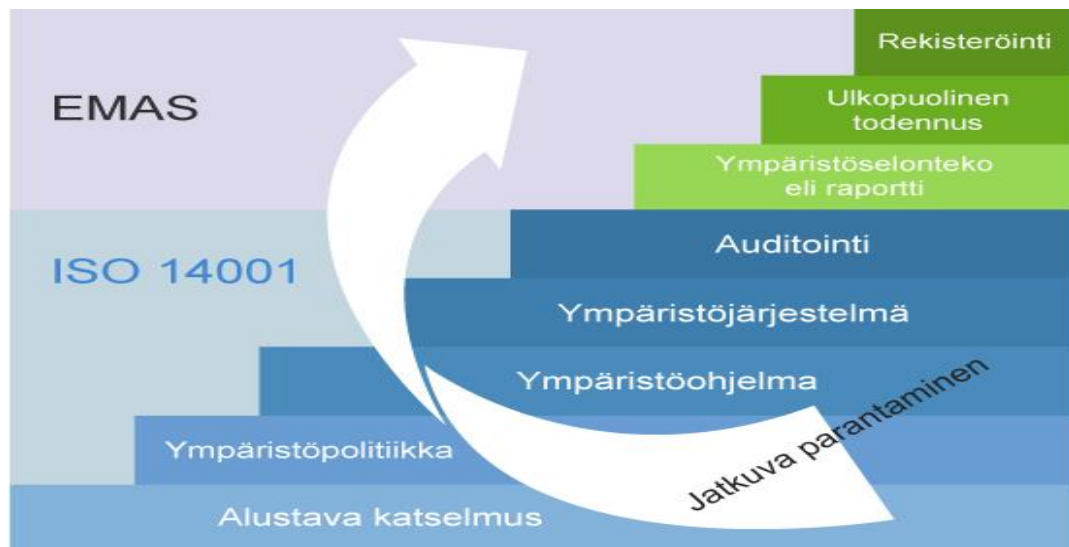 Rekisteröinti
EMAS
Ulkopuolinen
todennus
Ympäristöselonteko
eli raportti
Auditointi
ISO 14001
Ympäristöjärjestelmä
Ympäristöohjelma
Jatkuva parantaminen
Ympäristöpolitiikka
Alustava katselmus